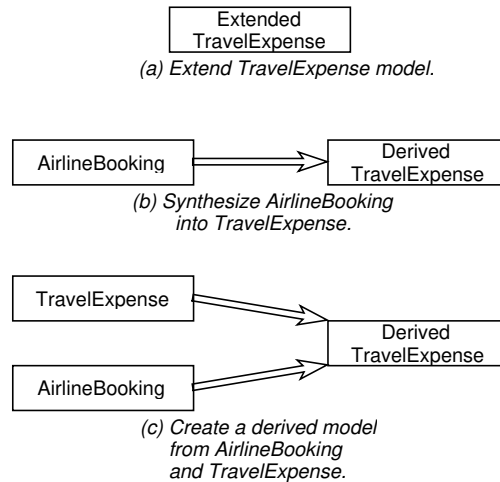 Extended
TravelExpense
(a) Extend TravelExpense model.
AirlineBooking
Derived
TravelExpense
(b) Synthesize AirlineBooking
into TravelExpense.
TravelExpense
Derived
TravelExpense
AirlineBooking
(c) Create a derived model
from AirlineBooking
and TravelExpense.